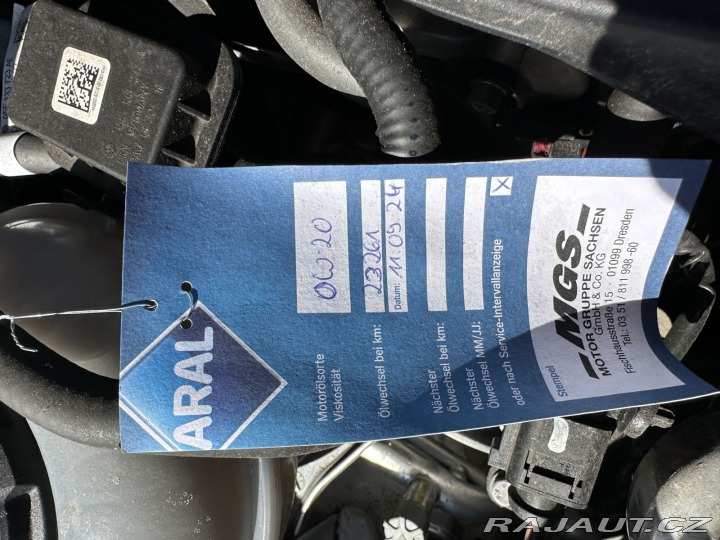 ARAL
Motorölsorte
Viskosität
0W-20
Ölwechsel bei km:
23261
Datum: 11.09.24
Nächster
Ölwechsel bei km:
Nächster
Ölwechsel MM/JJ:
oder nach Service-Intervallanzeige
X
Stempel
MGS
MOTOR GRUPPE SACHSEN
GmbH & Co. KG
Fischhausstraße 15 · 01099 Dresden
Tel.: 03 51 / 811 998 -60
RAJAUT.CZ